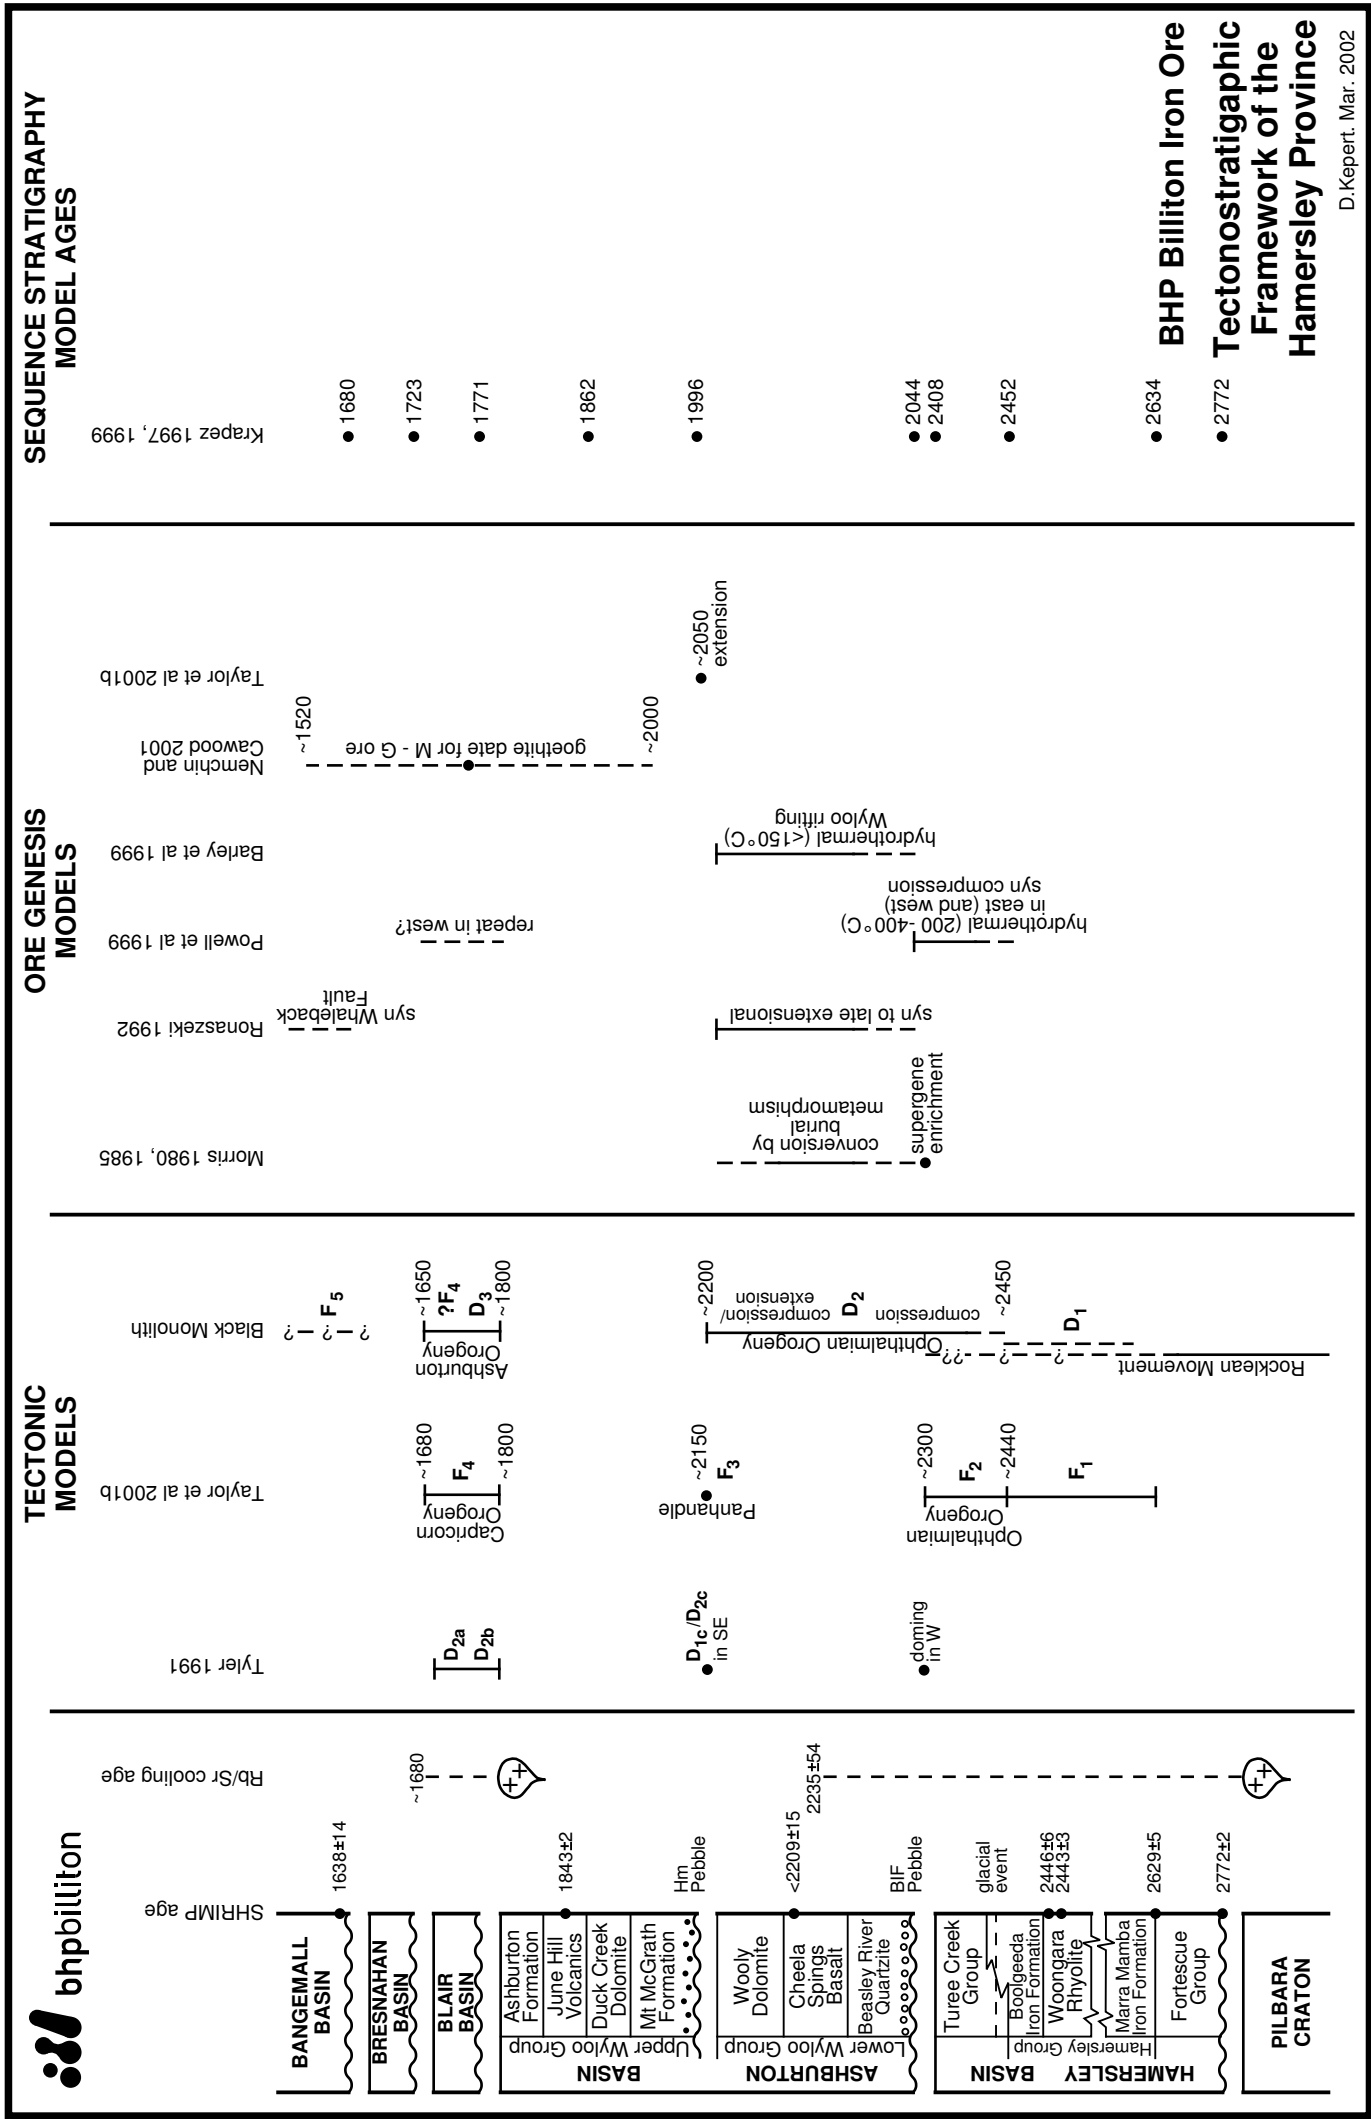 bhpbilliton
TECTONIC
MODELS
ORE GENESIS
MODELS
SEQUENCE STRATIGRAPHY
MODEL AGES
SHRIMP age
Rb/Sr cooling age
Tyler 1991
Taylor et al 2001b
Black Monolith
Morris 1980, 1985
Ronaszeki 1992
Powell et al 1999
Barley et al 1999
Nemchin and
Cawood 2001
Taylor et al 2001b
Krapez 1997, 1999
BANGEMALL
BASIN
BRESNAHAN
BASIN
BLAIR
BASIN
ASHBURTON
BASIN
Upper Wyloo Group
Ashburton
Formation
June Hill
Volcanics
Duck Creek
Dolomite
Mt McGrath
Formation
Lower Wyloo Group
Wooly
Dolomite
Cheela
Spings
Basalt
Beasley River
Quartzite
HAMERSLEY
BASIN
Turee Creek
Group
Hamersley Group
Boolgeeda
Iron Formation
Woongara
Rhyolite
Marra Mamba
Iron Formation
Fortescue
Group
PILBARA
CRATON
1638±14
1843±2
Hm
Pebble
<2209±15
BIF
Pebble
glacial
event
2446±6
2443±3
2629±5
2772±2
~1680
++
2235±54
++
D2a
D2b
D1c/D2c
in SE
doming
in W
Capricorn
Orogeny
~1680
F4
~1800
Panhandle
~2150
F3
Ophthalmian
Orogeny
~2300
F2
~2440
F1
? ? ?
F5
Ashburton
Orogeny
~1650
?F4
D3
~1800
Ophthalmian Orogeny
~2200
compression/
extension
D2
compression
~2450
D1
?? ? ?
Rocklean Movement
conversion by
burial
metamorphism
supergene
enrichment
syn Whaleback
Fault
syn to late extensional
repeat in west?
hydrothermal (200 -400°C)
in east (and west)
syn compression
hydrothermal (<150°C)
Wyloo rifting
~1520
goethite date for M - G ore
~2000
~2050
extension
1680
1723
1771
1862
1996
2044
2408
2452
2634
2772
BHP Billiton Iron Ore
Tectonostratigaphic
Framework of the
Hamersley Province
D.Kepert. Mar. 2002